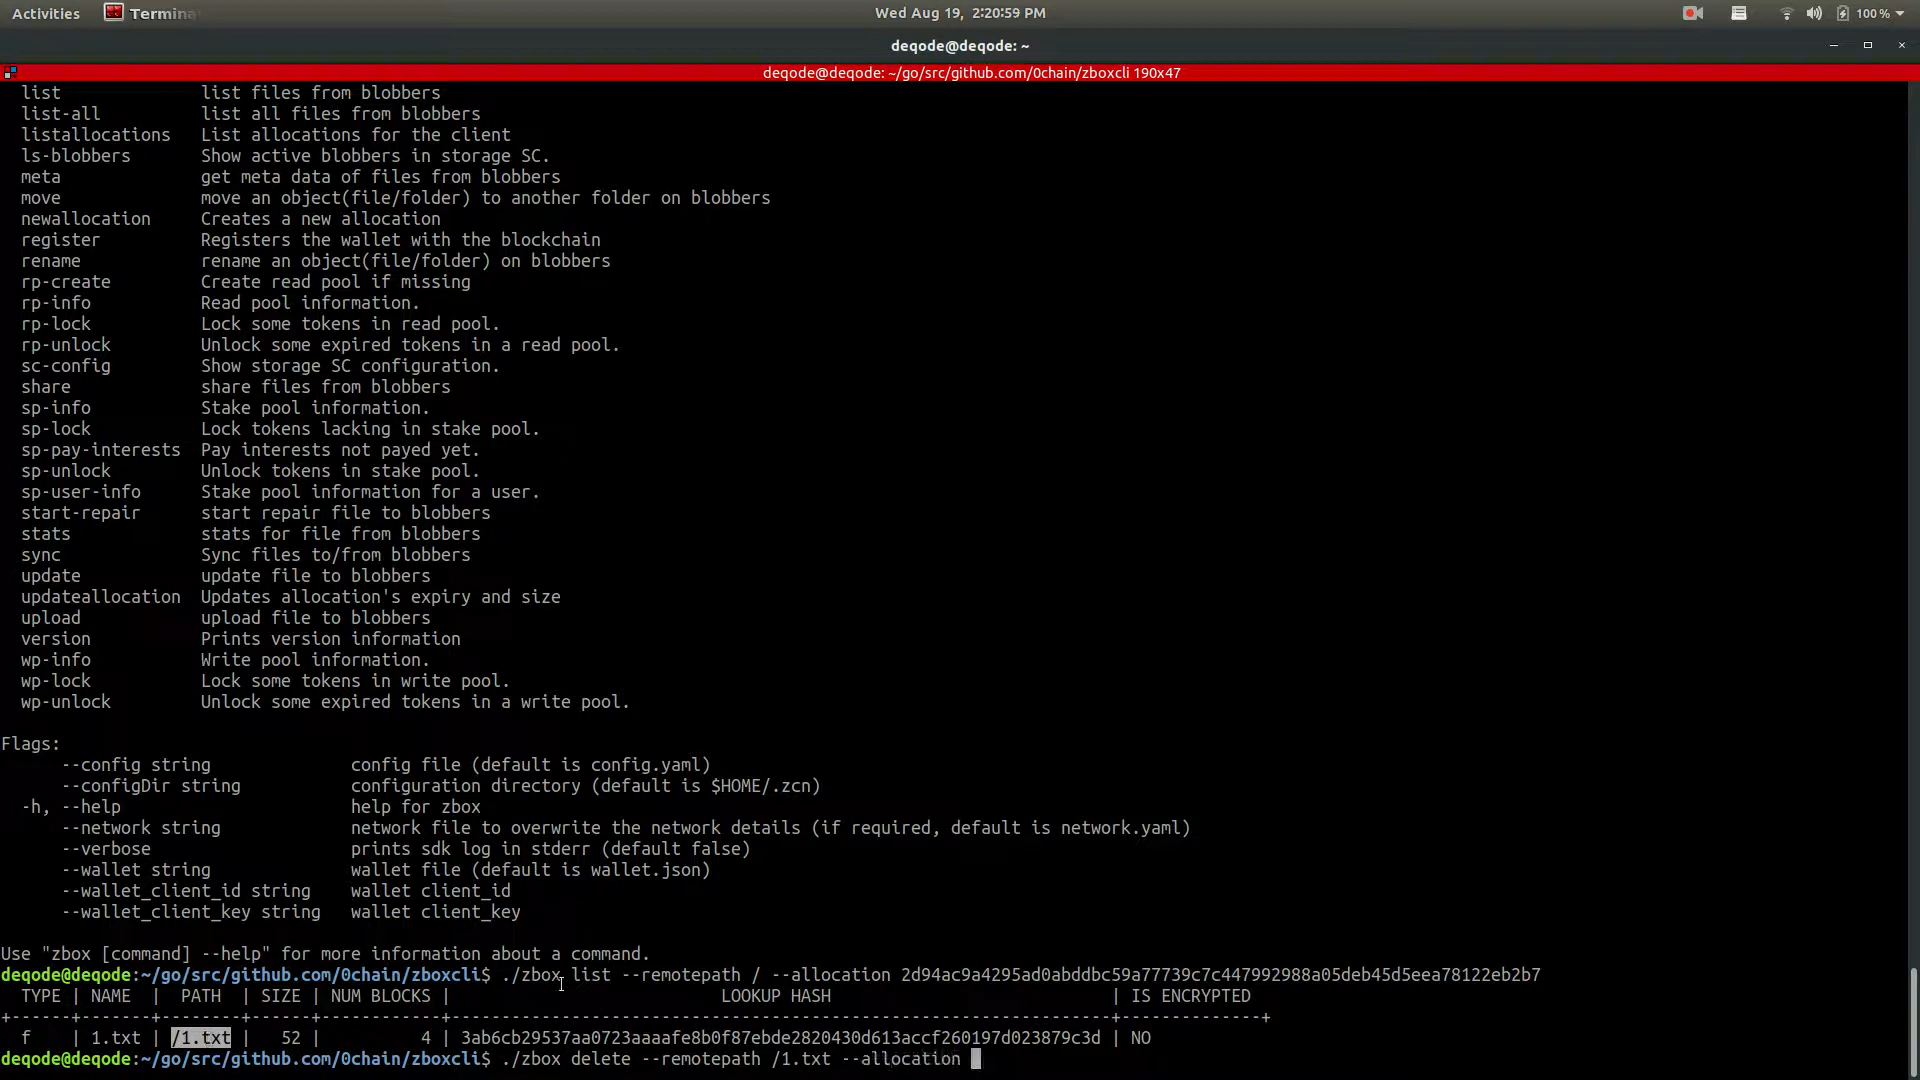 Activities Termina Wed Aug 19, 2:20:59 PM 100 %
deqode@deqode: ~
deqode@deqode: ~/go/src/github.com/0chain/zboxcli 190x47
list list files from blobbers
list-all list all files from blobbers
listallocations List allocations for the client
ls-blobbers Show active blobbers in storage SC.
meta get meta data of files from blobbers
move move an object(file/folder) to another folder on blobbers
newallocation Creates a new allocation
register Registers the wallet with the blockchain
rename rename an object(file/folder) on blobbers
rp-create Create read pool if missing
rp-info Read pool information.
rp-lock Lock some tokens in read pool.
rp-unlock Unlock some expired tokens in a read pool.
sc-config Show storage SC configuration.
share share files from blobbers
sp-info Stake pool information.
sp-lock Lock tokens lacking in stake pool.
sp-pay-interests Pay interests not payed yet.
sp-unlock Unlock tokens in stake pool.
sp-user-info Stake pool information for a user.
start-repair start repair file to blobbers
stats stats for file from blobbers
sync Sync files to/from blobbers
update update file to blobbers
updateallocation Updates allocation's expiry and size
upload upload file to blobbers
version Prints version information
wp-info Write pool information.
wp-lock Lock some tokens in write pool.
wp-unlock Unlock some expired tokens in a write pool.
Flags:
--config string config file (default is config.yaml)
--configDir string configuration directory (default is $HOME/.zcn)
-h, --help help for zbox
--network string network file to overwrite the network details (if required, default is network.yaml)
--verbose prints sdk log in stderr (default false)
--wallet string wallet file (default is wallet.json)
--wallet_client_id string wallet client_id
--wallet_client_key string wallet client_key
Use "zbox [command] --help" for more information about a command.
deqode@deqode:~/go/src/github.com/0chain/zboxcli$ ./zbox list --remotepath / --allocation 2d94ac9a4295ad0abddbc59a77739c7c447992988a05deb45d5eea78122eb2b7
TYPE | NAME | PATH | SIZE | NUM BLOCKS | LOOKUP HASH | IS ENCRYPTED
+------+-------+--------+------+------------+------------------------------------------------------------------+--------------+
f | 1.txt | /1.txt | 52 | 4 | 3ab6cb29537aa0723aaaafe8b0f87ebde2820430d613accf260197d023879c3d | NO
deqode@deqode:~/go/src/github.com/0chain/zboxcli$ ./zbox delete --remotepath /1.txt --allocation